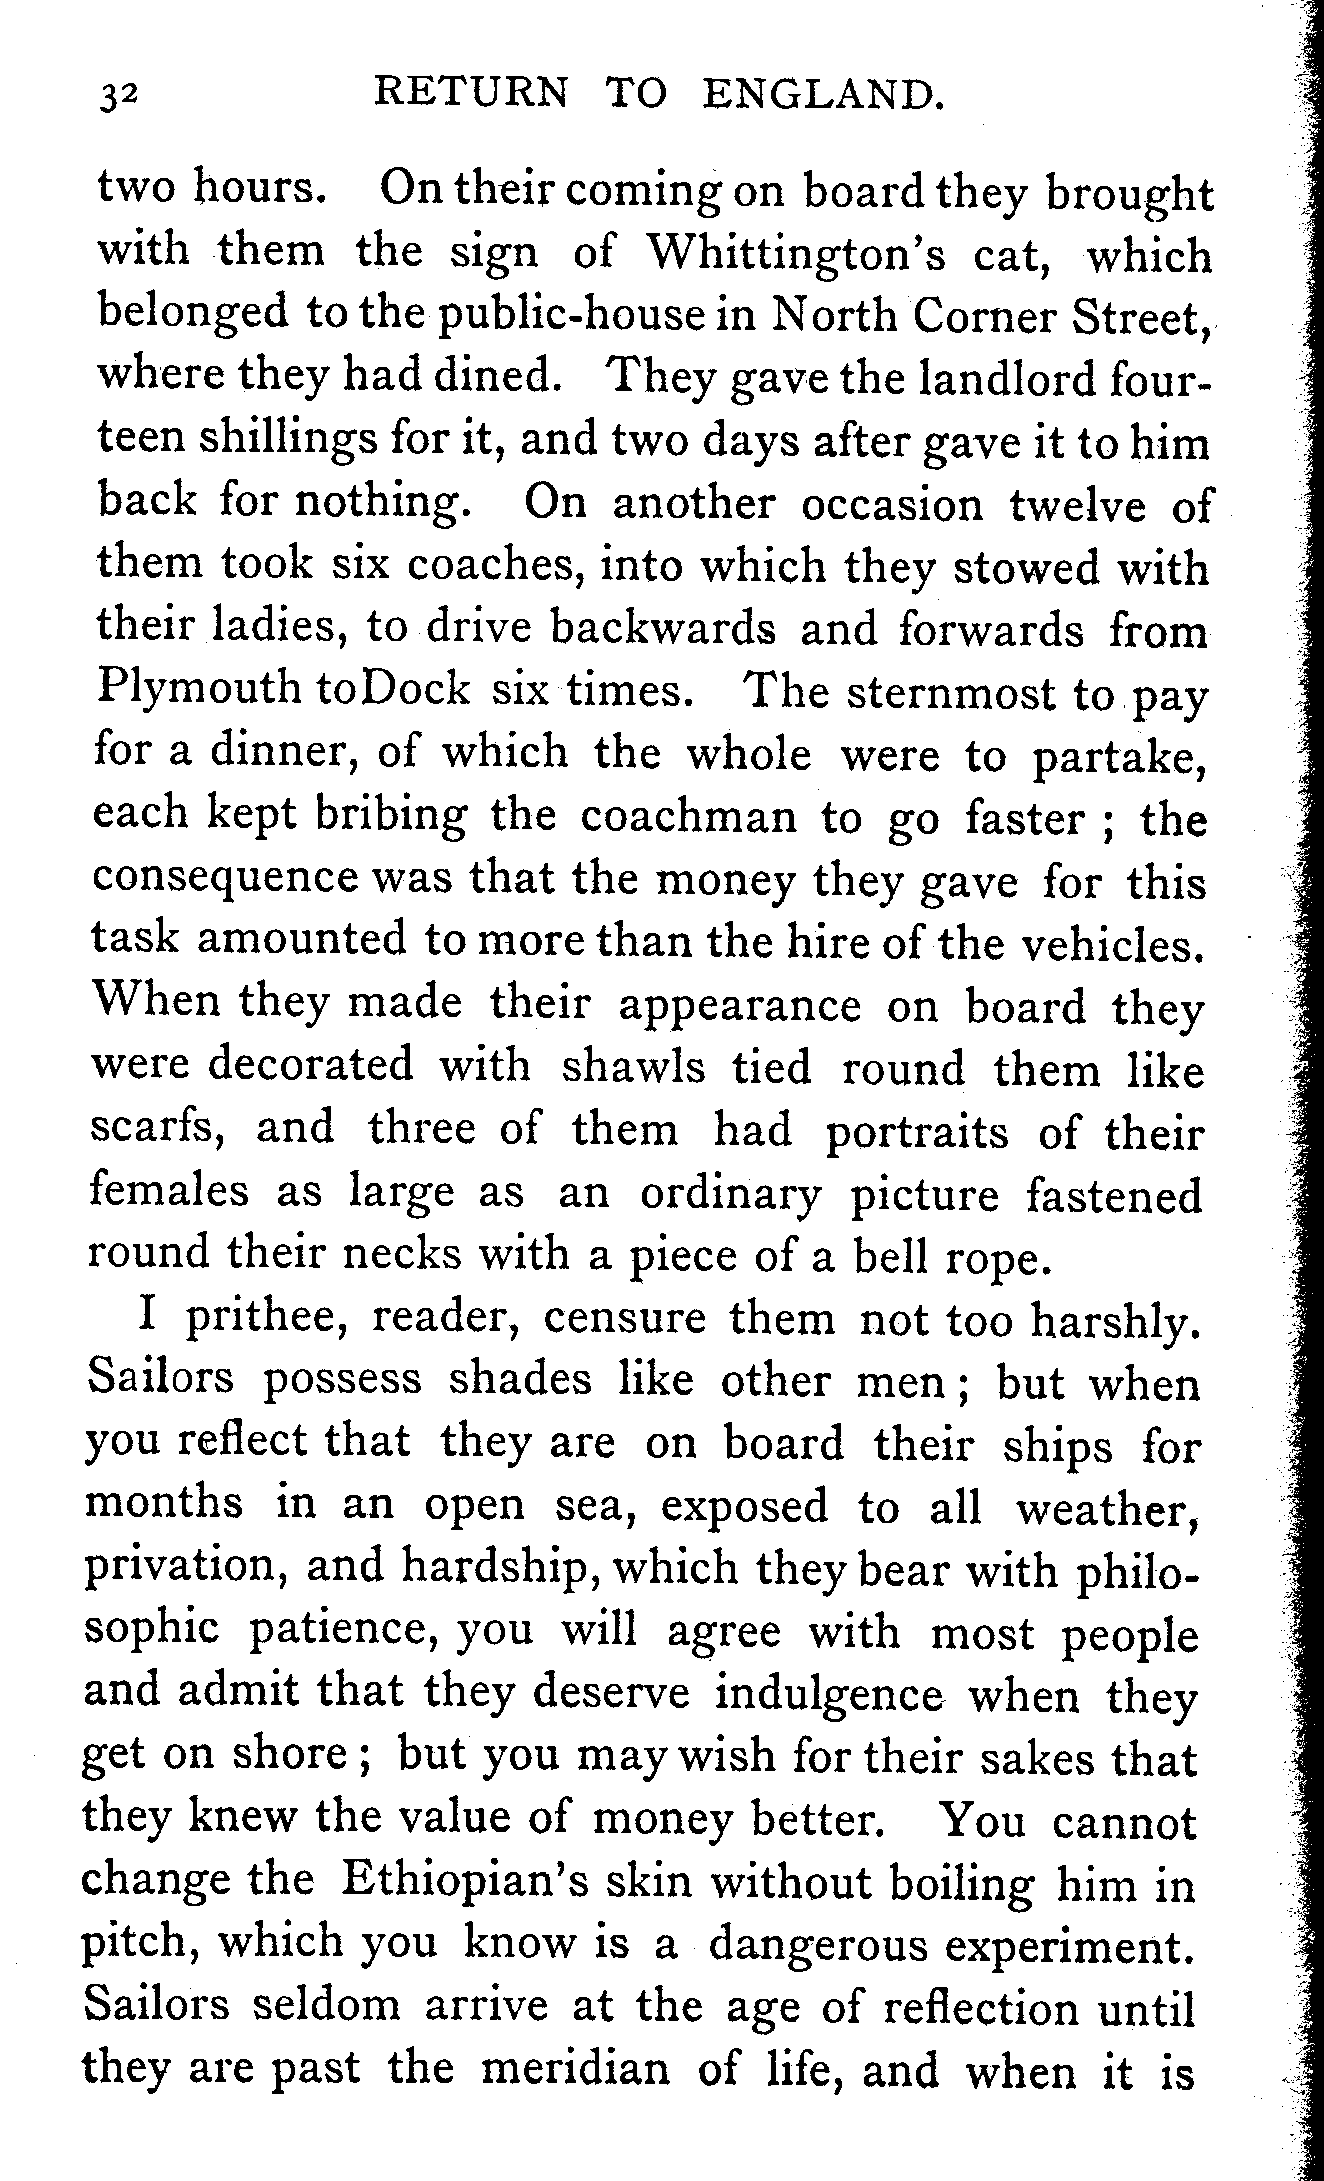 32 RETURN TO ENGLAND.
two hours. On their coming on board they brought
with them the sign of Whittington's cat, which
belonged to the public-house in North Corner Street,
where they had dined. They gave the landlord four-
teen shillings for it, and two days after gave it to him
back for nothing. On another occasion twelve of
them took six coaches, into which they stowed with
their ladies, to drive backwards and forwards from
Plymouth toDock six times. The sternmost to pay
for a dinner, of which the whole were to partake,
each kept bribing the coachman to go faster ; the
consequence was that the money they gave for this
task amounted to more than the hire of the vehicles.
When they made their appearance on board they
were decorated with shawls tied round them like
scarfs, and three of them had portraits of their
females as large as an ordinary picture fastened
round their necks with a piece of a bell rope.
I prithee, reader, censure them not too harshly.
Sailors possess shades like other men ; but when
you reflect that they are on board their ships for
months in an open sea, exposed to all weather,
privation, and hardship, which they bear with philo-
sophic patience, you will agree with most people
and admit that they deserve indulgence when they
get on shore ; but you may wish for their sakes that
they knew the value of money better. You cannot
change the Ethiopian's skin without boiling him in
pitch, which you know is a dangerous experiment.
Sailors seldom arrive at the age of reflection until
they are past the meridian of life, and when it is